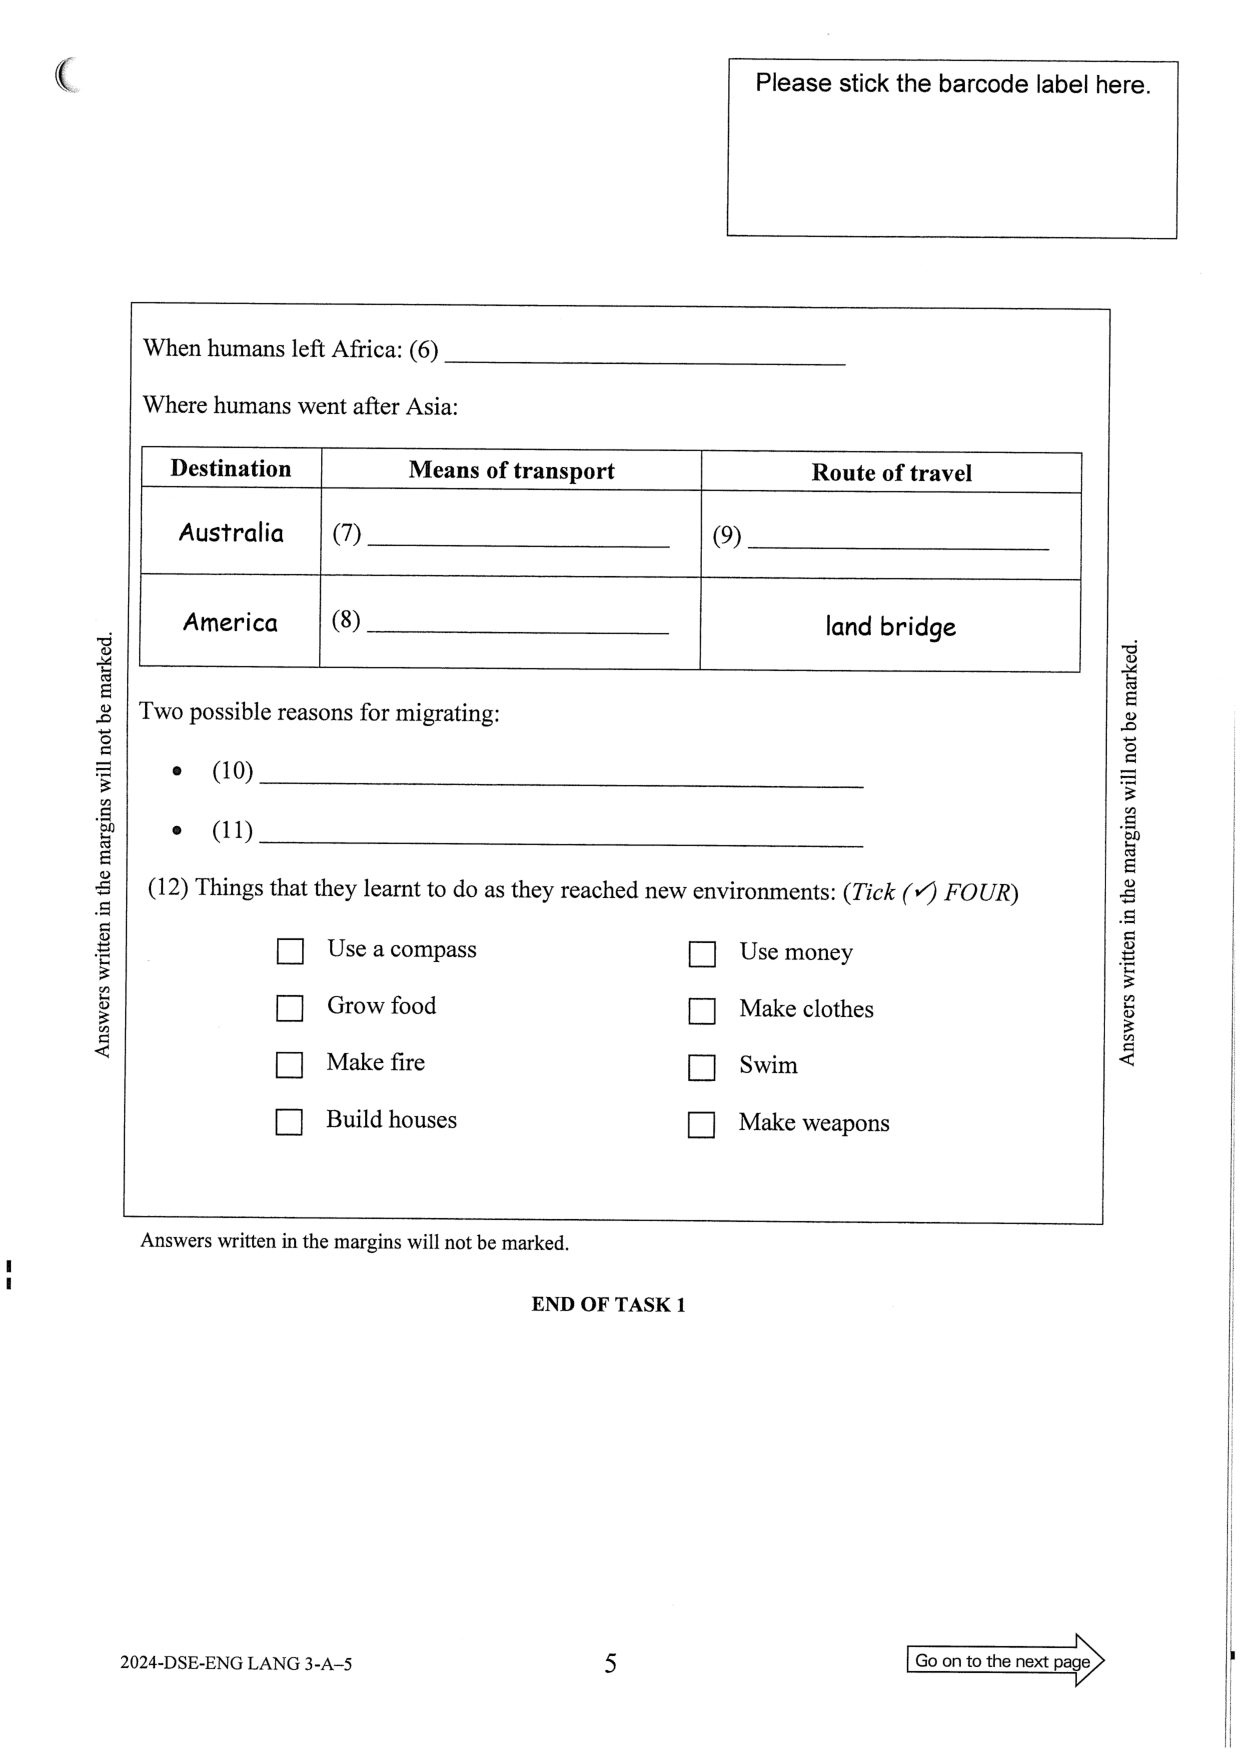 Please stick the barcode label here.
When humans left Africa: (6)
Where humans went after Asia:
Destination Means of transport Route of travel
Australia (7) (9)
America (8) land bridge
Two possible reasons for migrating:
• (10)
• (11)
(12) Things that they learnt to do as they reached new environments: (Tick (✓) FOUR)
Use a compass Use money
Grow food Make clothes
Make fire Swim
Build houses Make weapons
Answers written in the margins will not be marked.
Answers written in the margins will not be marked.
Answers written in the margins will not be marked.
END OF TASK 1
2024-DSE-ENG LANG 3-A–5 5 Go on to the next page